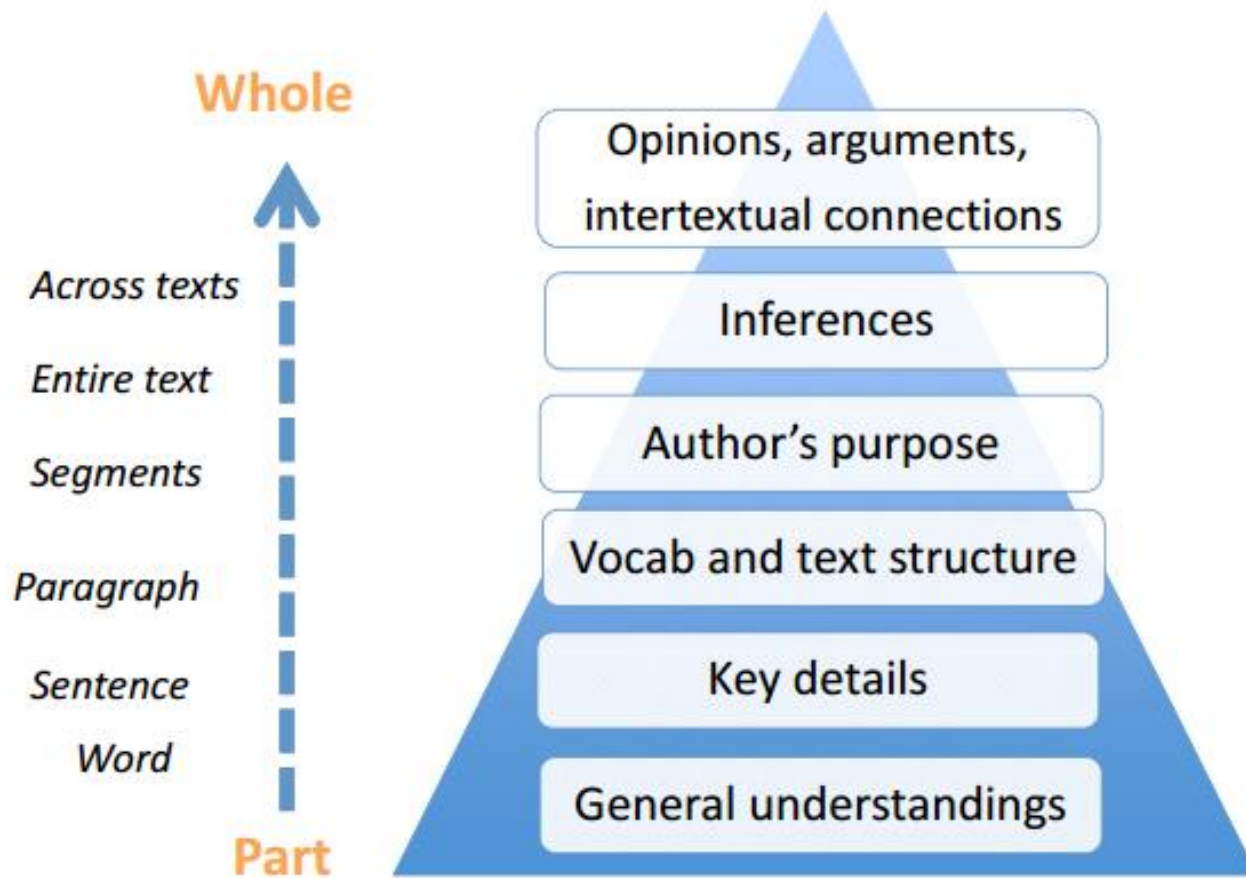 Whole
Across texts
Entire text
Segments
Paragraph
Sentence
Word
Part
Opinions, arguments,
intertextual connections
Inferences
Author’s purpose
Vocab and text structure
Key details
General understandings